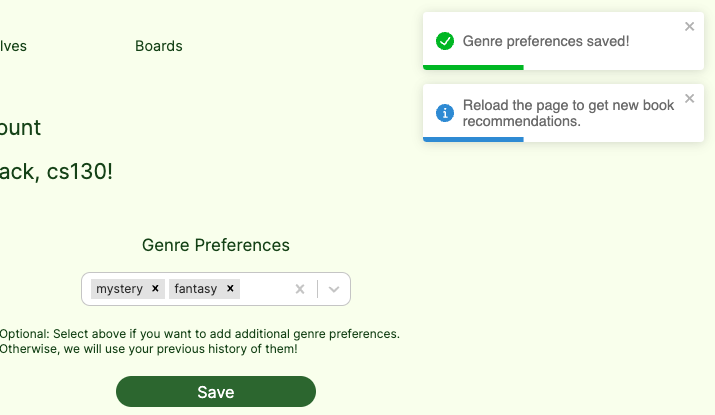 lves
Boards
Genre preferences saved!
Reload the page to get new book
recommendations.
ount
ack, cs130!
Genre Preferences
mystery
fantasy
Optional: Select above if you want to add additional genre preferences.
Otherwise, we will use your previous history of them!
Save